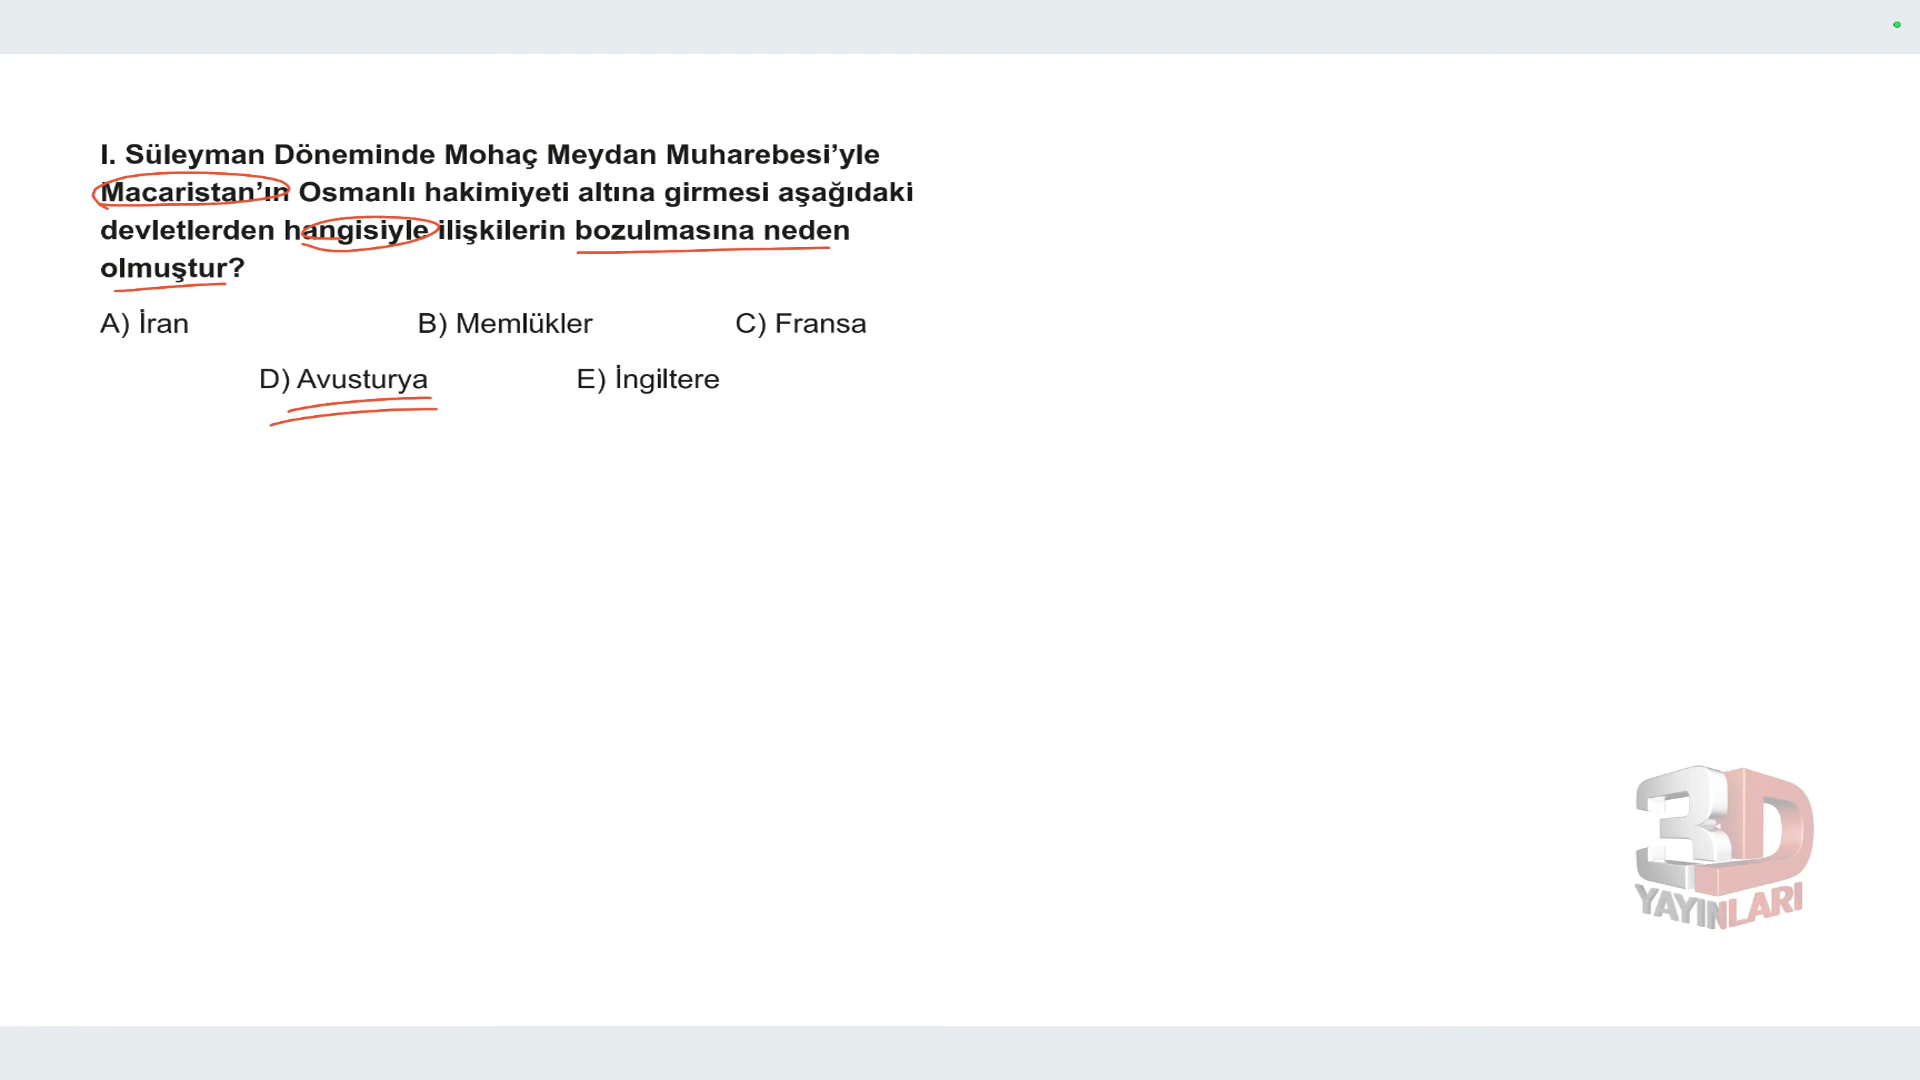 I. Süleyman Döneminde Mohaç Meydan Muharebesi’yle
Macaristan’ın Osmanlı hakimiyeti altına girmesi aşağıdaki
devletlerden hangisiyle ilişkilerin bozulmasına neden
olmuştur?
A) İran B) Memlükler C) Fransa
D) Avusturya E) İngiltere
3D
YAYINLARI